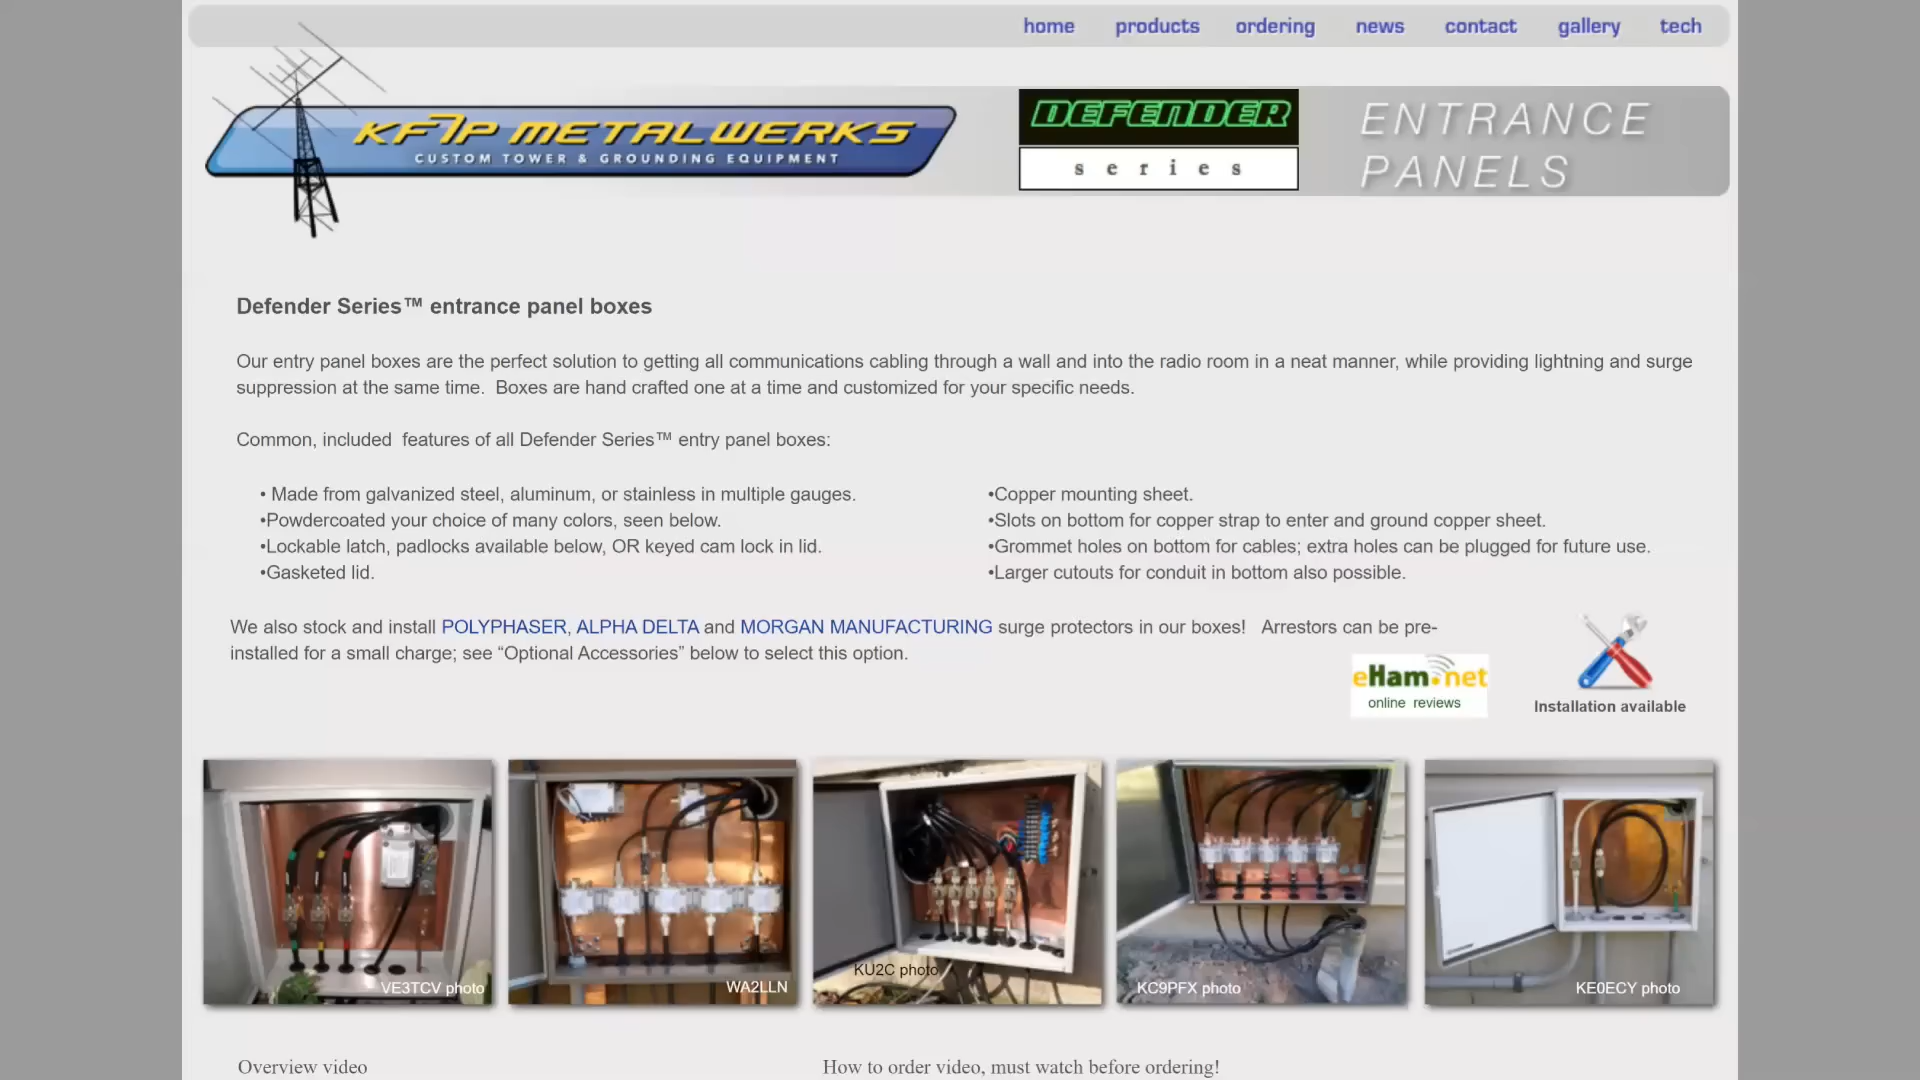 home products ordering news contact gallery tech
KF7P METALWERKS
CUSTOM TOWER & GROUNDING EQUIPMENT
DEFENDER
series
ENTRANCE
PANELS
Defender Series™ entrance panel boxes
Our entry panel boxes are the perfect solution to getting all communications cabling through a wall and into the radio room in a neat manner, while providing lightning and surge
suppression at the same time.  Boxes are hand crafted one at a time and customized for your specific needs.
Common, included  features of all Defender Series™ entry panel boxes:
• Made from galvanized steel, aluminum, or stainless in multiple gauges.
•Powdercoated your choice of many colors, seen below.
•Lockable latch, padlocks available below, OR keyed cam lock in lid.
•Gasketed lid.
•Copper mounting sheet.
•Slots on bottom for copper strap to enter and ground copper sheet.
•Grommet holes on bottom for cables; extra holes can be plugged for future use.
•Larger cutouts for conduit in bottom also possible.
We also stock and install POLYPHASER, ALPHA DELTA and MORGAN MANUFACTURING surge protectors in our boxes!   Arrestors can be pre-
installed for a small charge; see “Optional Accessories” below to select this option.
eHam.net
online reviews
Installation available
VE3TCV photo
WA2LLN
KU2C photo
KC9PFX photo
KE0ECY photo
Overview video
How to order video, must watch before ordering!